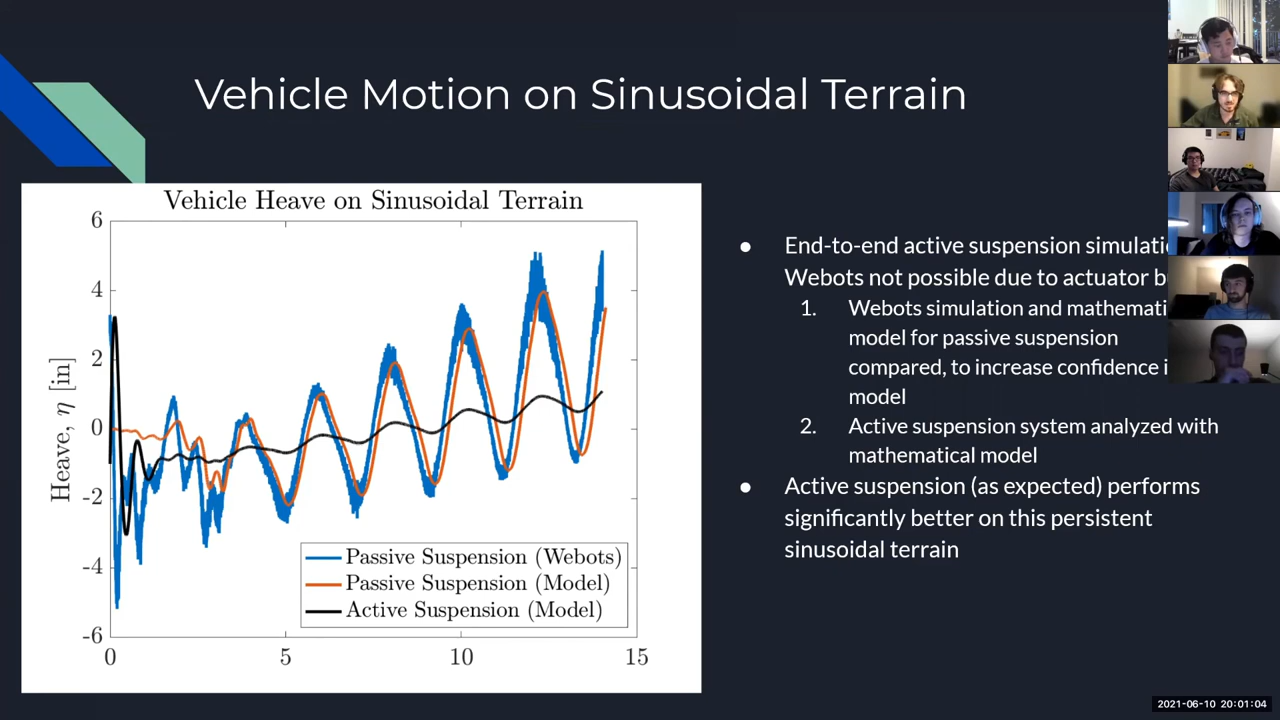 Vehicle Motion on Sinusoidal Terrain
Vehicle Heave on Sinusoidal Terrain
6
4
2
0
-2
-4
-6
Heave, η [in]
0
5
10
15
Passive Suspension (Webots)
Passive Suspension (Model)
Active Suspension (Model)
● End-to-end active suspension
Webots not possible due to actuator
1. Webots simulation and
model for passive suspension
compared, to increase confidence
model
2. Active suspension system analyzed with
mathematical model
● Active suspension (as expected) performs
significantly better on this persistent
sinusoidal terrain
2021-06-10 20:01:04